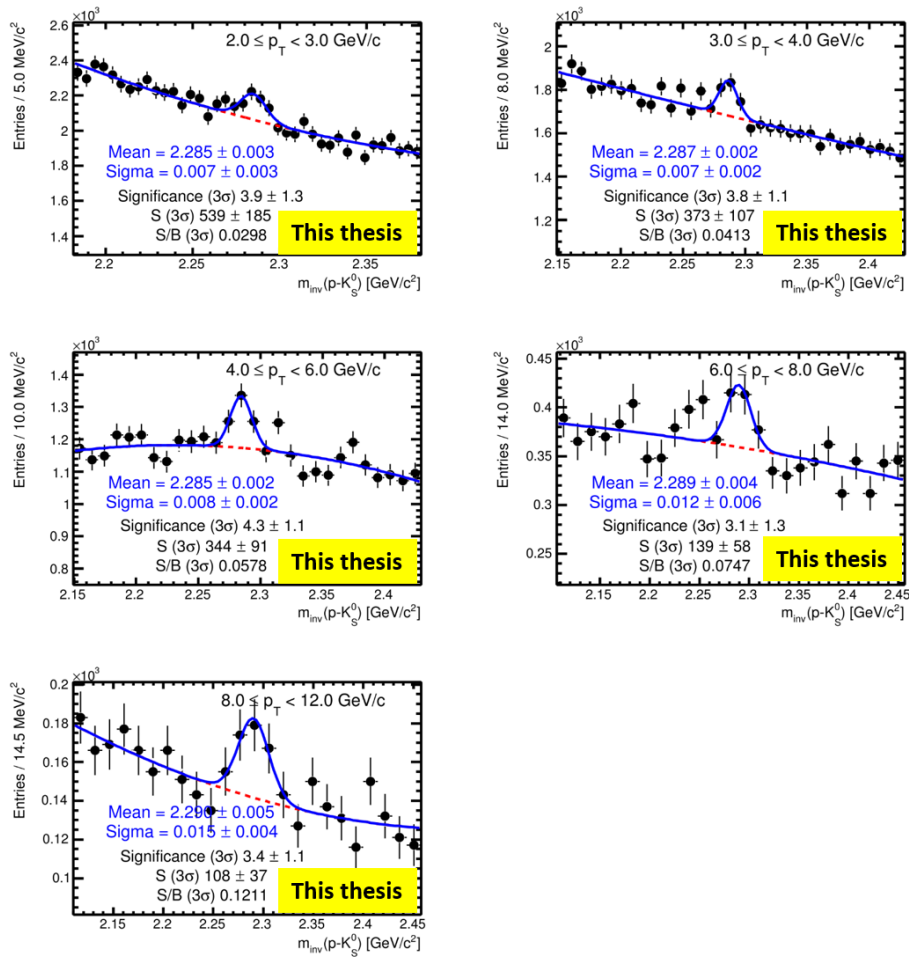 ×10³
2.0 ≤ p_T < 3.0 GeV/c
Entries / 5.0 MeV/c²
2.6
2.4
2.2
2
1.8
1.6
1.4
Mean = 2.285 ± 0.003
Sigma = 0.007 ± 0.003
Significance (3σ) 3.9 ± 1.3
S (3σ) 539 ± 185
S/B (3σ) 0.0298
This thesis
2.2 2.25 2.3 2.35
m_inv(p-K⁰_S) [GeV/c²]
×10³
3.0 ≤ p_T < 4.0 GeV/c
Entries / 8.0 MeV/c²
2
1.8
1.6
1.4
1.2
Mean = 2.287 ± 0.002
Sigma = 0.007 ± 0.002
Significance (3σ) 3.8 ± 1.1
S (3σ) 373 ± 107
S/B (3σ) 0.0413
This thesis
2.15 2.2 2.25 2.3 2.35 2.4
m_inv(p-K⁰_S) [GeV/c²]
×10³
4.0 ≤ p_T < 6.0 GeV/c
Entries / 10.0 MeV/c²
1.4
1.3
1.2
1.1
1
0.9
0.8
Mean = 2.285 ± 0.002
Sigma = 0.008 ± 0.002
Significance (3σ) 4.3 ± 1.1
S (3σ) 344 ± 91
S/B (3σ) 0.0578
This thesis
2.15 2.2 2.25 2.3 2.35 2.4
m_inv(p-K⁰_S) [GeV/c²]
×10³
6.0 ≤ p_T < 8.0 GeV/c
Entries / 14.0 MeV/c²
0.45
0.4
0.35
0.3
0.25
Mean = 2.289 ± 0.004
Sigma = 0.012 ± 0.006
Significance (3σ) 3.1 ± 1.3
S (3σ) 139 ± 58
S/B (3σ) 0.0747
This thesis
2.15 2.2 2.25 2.3 2.35 2.4 2.45
m_inv(p-K⁰_S) [GeV/c²]
×10³
8.0 ≤ p_T < 12.0 GeV/c
Entries / 14.5 MeV/c²
0.2
0.18
0.16
0.14
0.12
0.1
Mean = 2.290 ± 0.005
Sigma = 0.015 ± 0.004
Significance (3σ) 3.4 ± 1.1
S (3σ) 108 ± 37
S/B (3σ) 0.1211
This thesis
2.15 2.2 2.25 2.3 2.35 2.4 2.45
m_inv(p-K⁰_S) [GeV/c²]